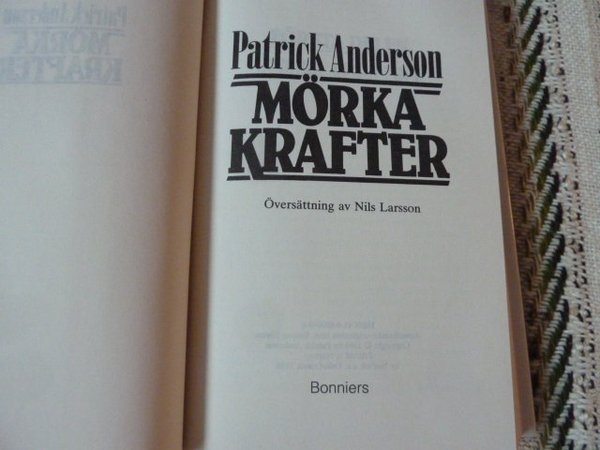 Patrick Anderson
MÖRKA
KRAFTER
Översättning av Nils Larsson
Bonniers